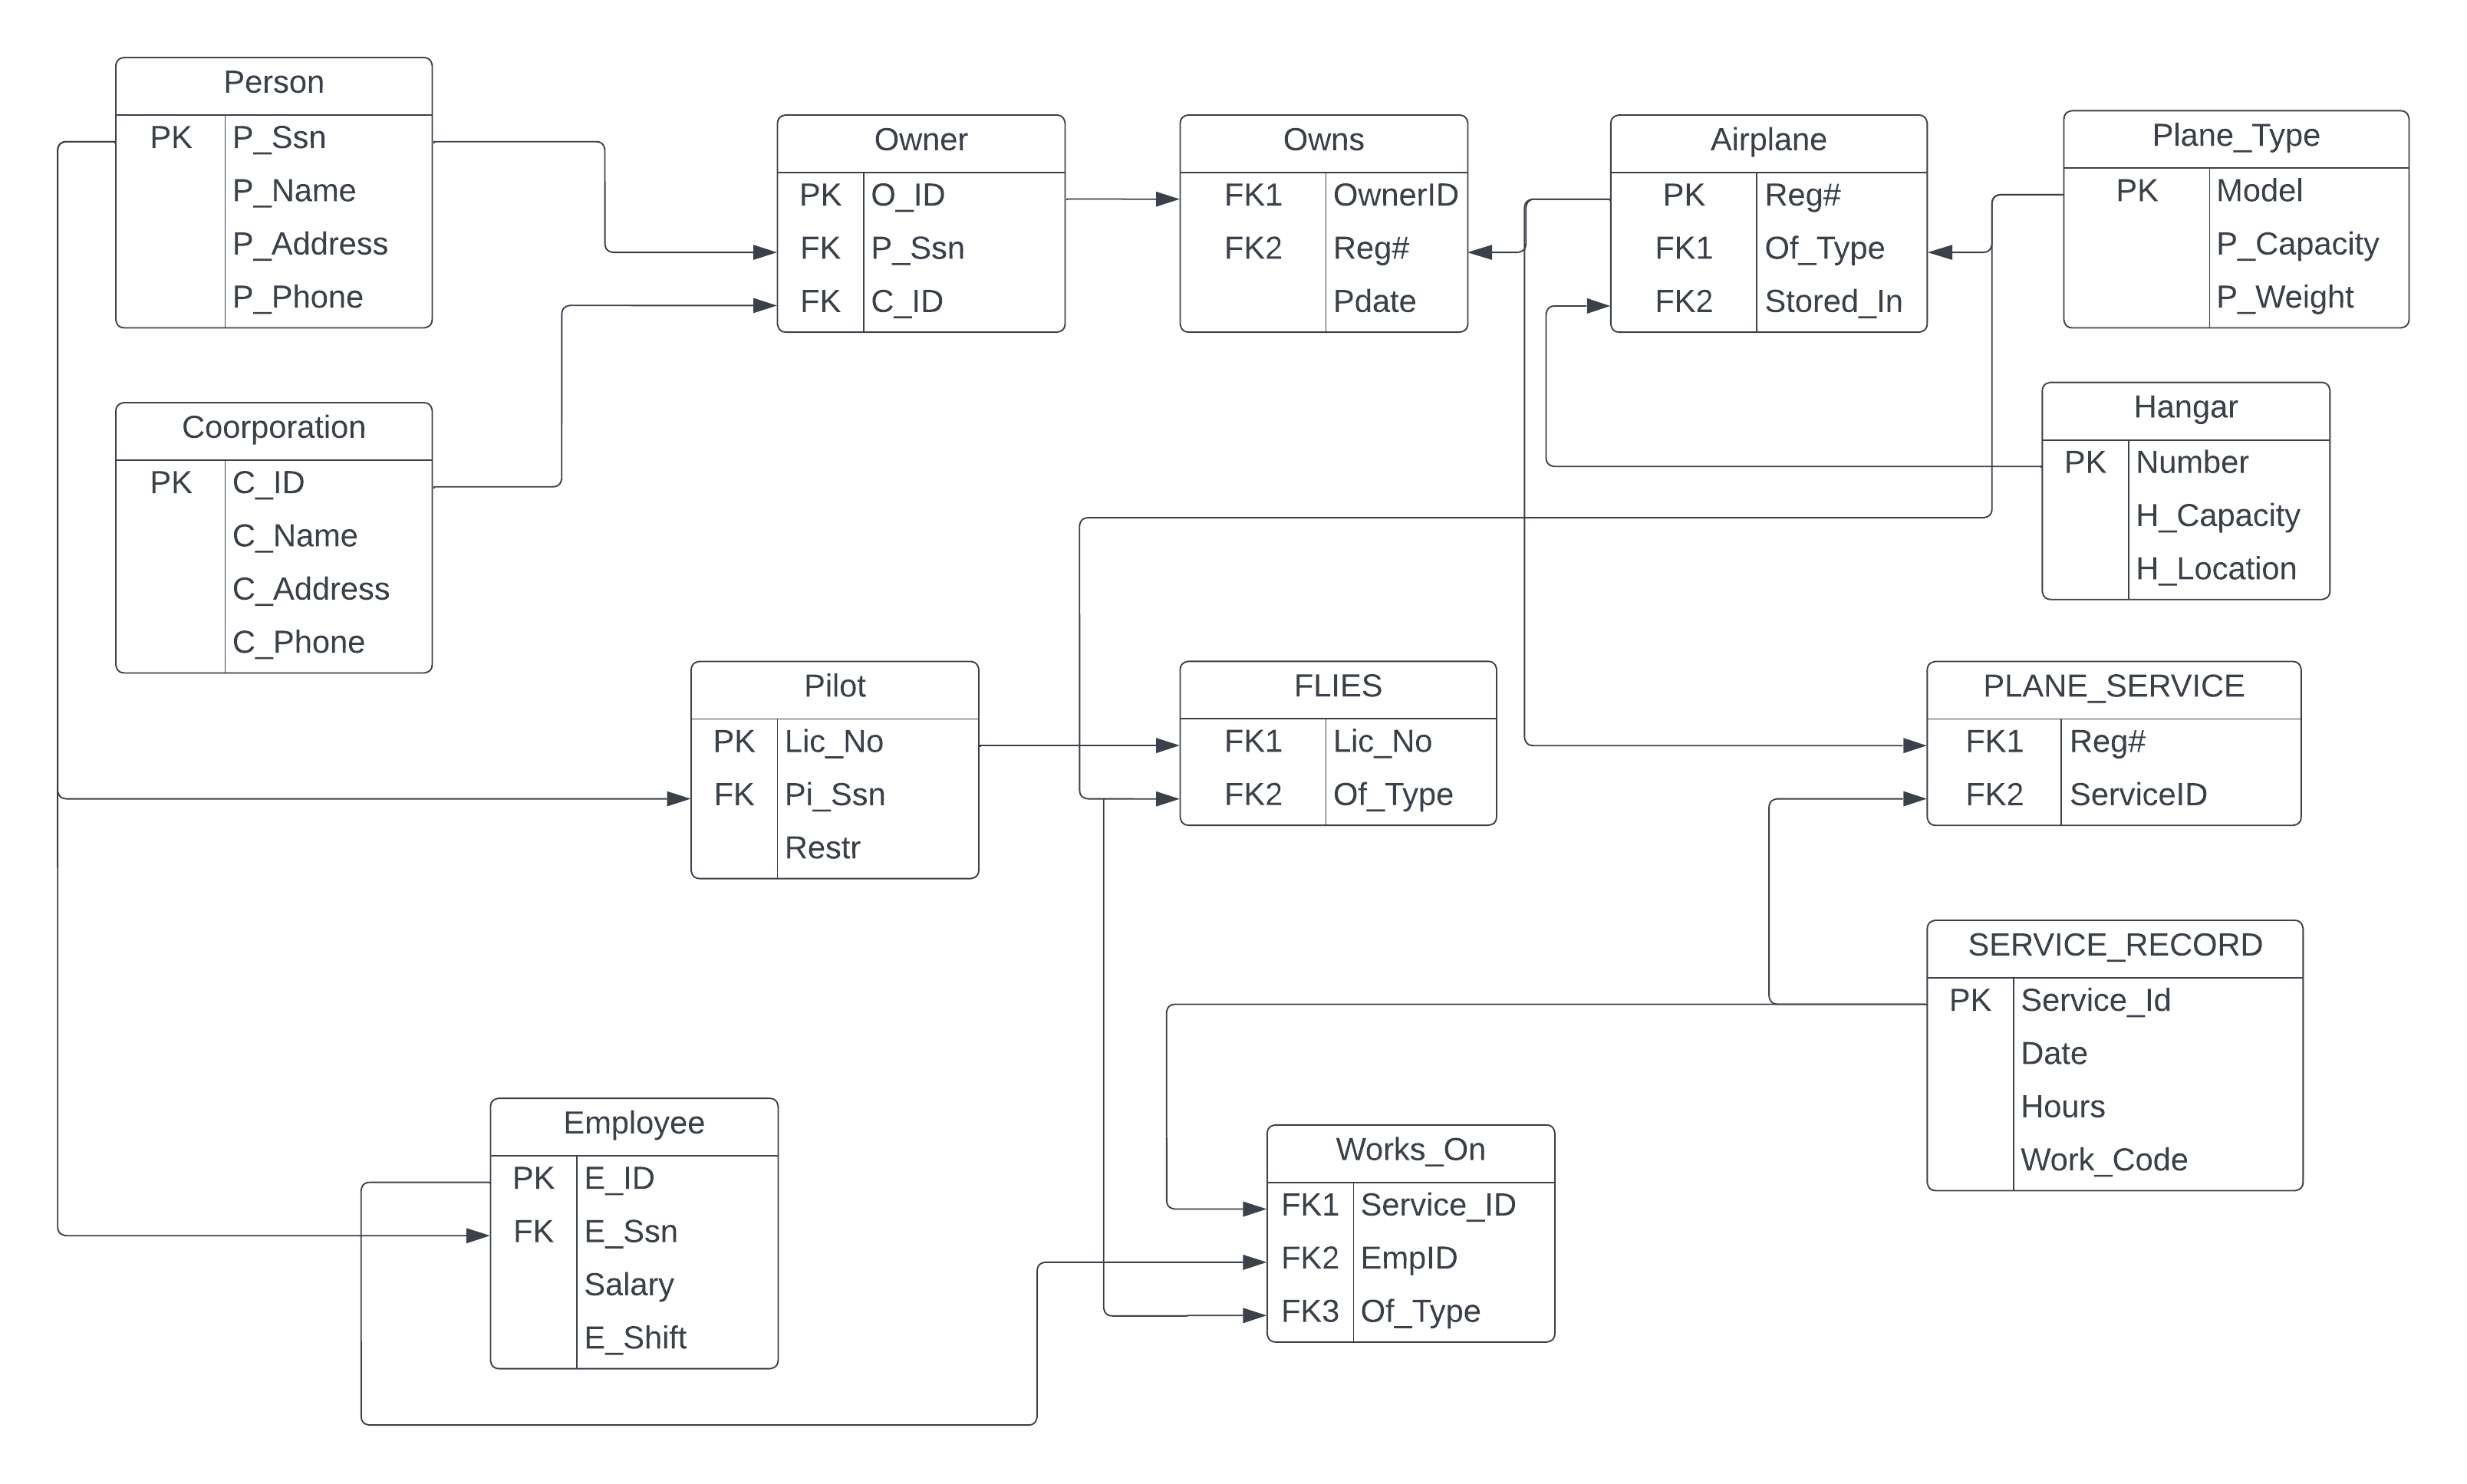 Person
PK P_Ssn
P_Name
P_Address
P_Phone
Owner
PK O_ID
FK P_Ssn
FK C_ID
Owns
FK1 OwnerID
FK2 Reg#
Pdate
Airplane
PK Reg#
FK1 Of_Type
FK2 Stored_In
Plane_Type
PK Model
P_Capacity
P_Weight
Coorporation
PK C_ID
C_Name
C_Address
C_Phone
Hangar
PK Number
H_Capacity
H_Location
Pilot
PK Lic_No
FK Pi_Ssn
Restr
FLIES
FK1 Lic_No
FK2 Of_Type
PLANE_SERVICE
FK1 Reg#
FK2 ServiceID
SERVICE_RECORD
PK Service_Id
Date
Hours
Work_Code
Employee
PK E_ID
FK E_Ssn
Salary
E_Shift
Works_On
FK1 Service_ID
FK2 EmpID
FK3 Of_Type